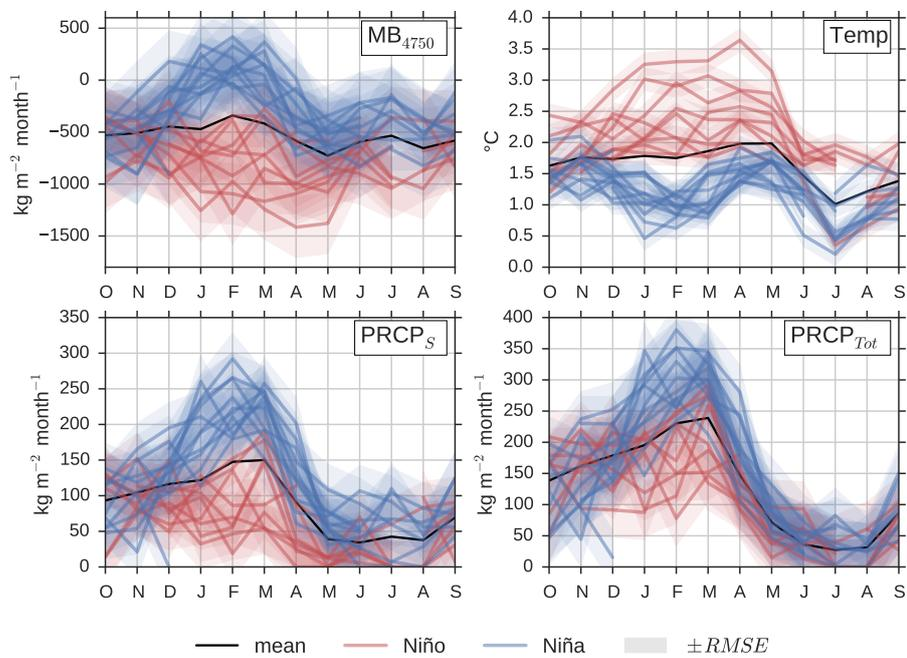 MB4750
500
0
−500
−1000
−1500
kg m−2 month−1
O N D J F M A M J J A S
Temp
4.0
3.5
3.0
2.5
2.0
1.5
1.0
0.5
0.0
°C
O N D J F M A M J J A S
PRCPS
350
300
250
200
150
100
50
0
kg m−2 month−1
O N D J F M A M J J A S
PRCPTot
400
350
300
250
200
150
100
50
0
kg m−2 month−1
O N D J F M A M J J A S
mean Niño Niña ±RMSE